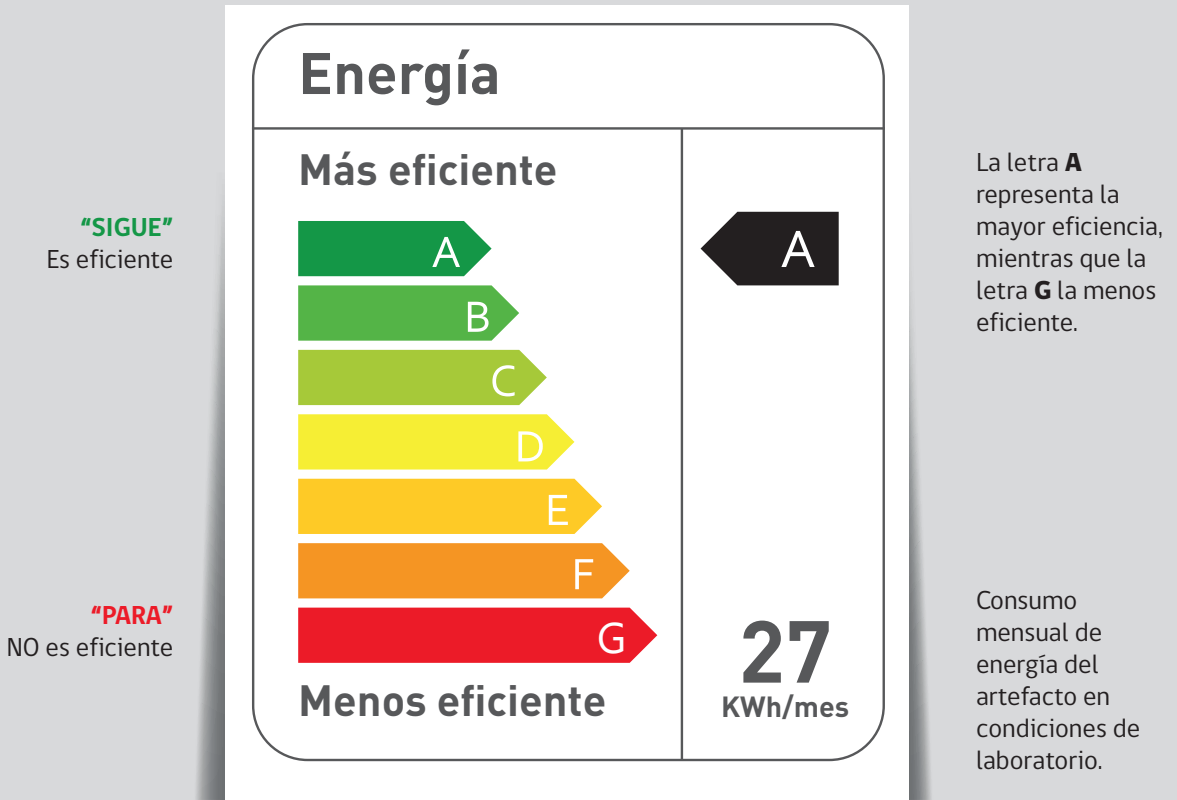 Energía
Más eficiente
"SIGUE"
Es eficiente
A
B
C
D
E
F
G
"PARA"
NO es eficiente
Menos eficiente
A
27
KWh/mes
La letra A
representa la
mayor eficiencia,
mientras que la
letra G la menos
eficiente.
Consumo
mensual de
energía del
artefacto en
condiciones de
laboratorio.